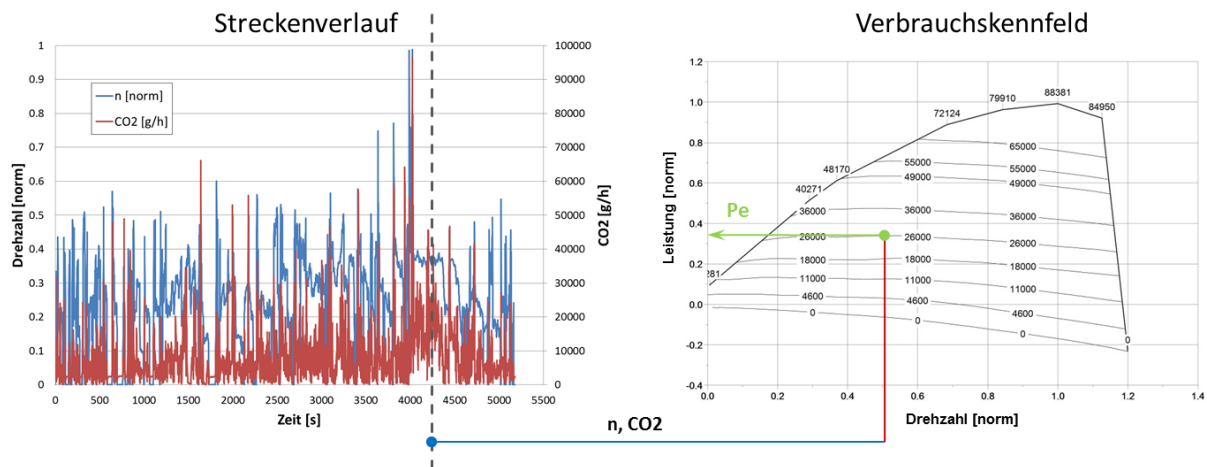 Streckenverlauf
Verbrauchskennfeld
n [norm]
CO2 [g/h]
Drehzahl [norm]
1
0.9
0.8
0.7
0.6
0.5
0.4
0.3
0.2
0.1
0
100000
90000
80000
70000
60000
50000
40000
30000
20000
10000
0
CO2 [g/h]
0 500 1000 1500 2000 2500 3000 3500 4000 4500 5000 5500
Zeit [s]
Leistung [norm]
1.2
1.0
0.8
0.6
0.4
0.2
0.0
-0.2
-0.4
88381
79910
84950
72124
65000 65000
55000 55000
48170
49000 49000
40271
36000 36000 36000
Pe
26000 26000 26000
18000 18000 18000
281
11000 11000 11000
4600 4600 4600
0 0 0 0
0.0 0.2 0.4 0.6 0.8 1.0 1.2 1.4
Drehzahl [norm]
n, CO2